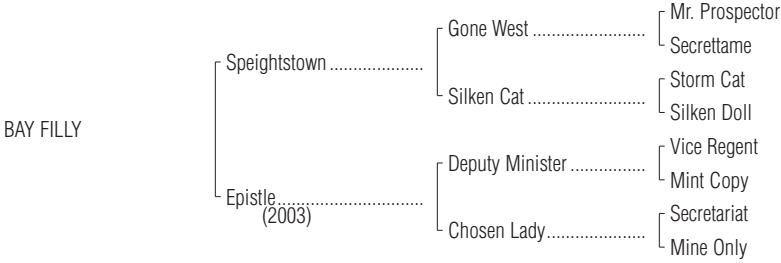 Mr. Prospector
Gone West ........................
Secrettame
Speightstown ....................
Storm Cat
Silken Cat .........................
Silken Doll
BAY FILLY
Vice Regent
Deputy Minister ................
Mint Copy
Epistle...............................
(2003)
Secretariat
Chosen Lady.....................
Mine Only